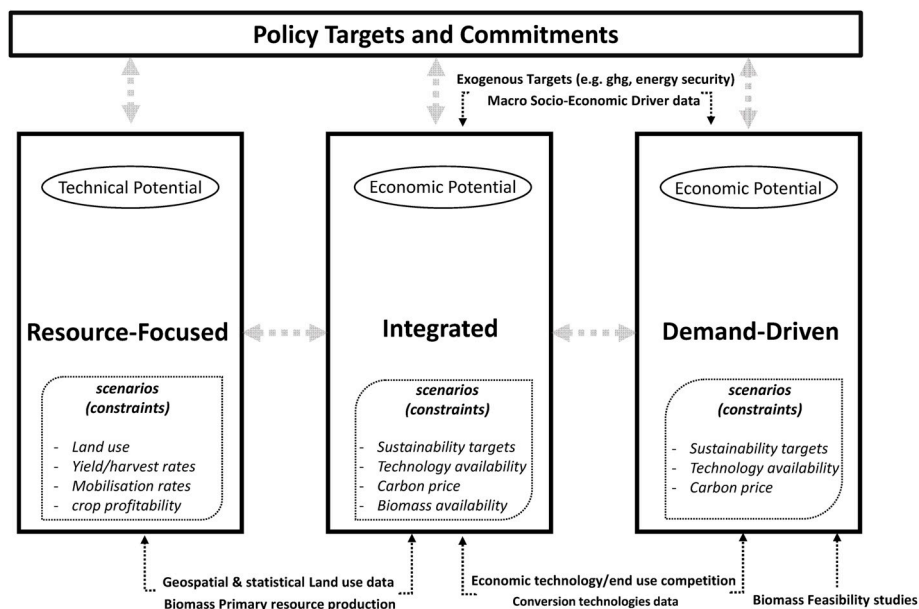 Policy Targets and Commitments
Exogenous Targets (e.g. ghg, energy security)
Macro Socio-Economic Driver data
Technical Potential
Resource-Focused
scenarios
(constraints)
- Land use
- Yield/harvest rates
- Mobilisation rates
- crop profitability
Economic Potential
Integrated
scenarios
(constraints)
- Sustainability targets
- Technology availability
- Carbon price
- Biomass availability
Economic Potential
Demand-Driven
scenarios
(constraints)
- Sustainability targets
- Technology availability
- Carbon price
Geospatial & statistical Land use data
Biomass Primary resource production
Economic technology/end use competition
Conversion technologies data
Biomass Feasibility studies